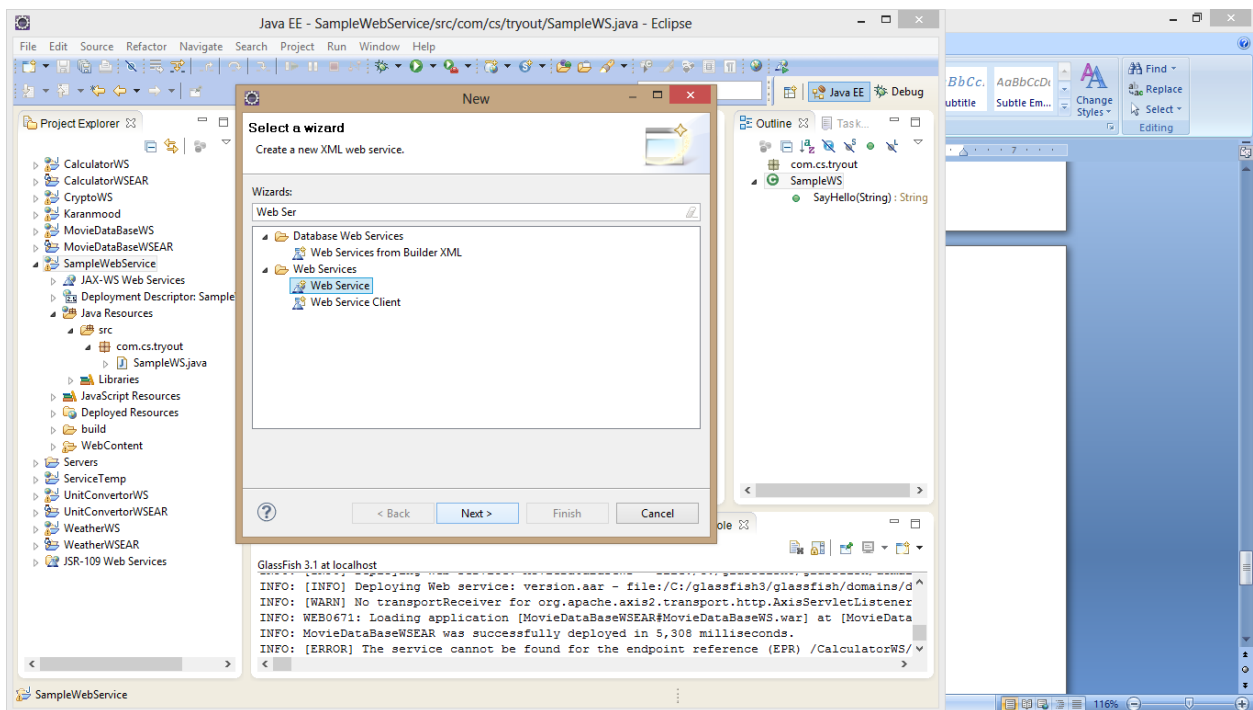 Java EE - SampleWebService/src/com/cs/tryout/SampleWS.java - Eclipse
File Edit Source Refactor Navigate Search Project Run Window Help
Java EE
Debug
Project Explorer
CalculatorWS
CalculatorWSEAR
CryptoWS
Karanmood
MovieDataBaseWS
MovieDataBaseWSEAR
SampleWebService
JAX-WS Web Services
Deployment Descriptor: Sample
Java Resources
src
com.cs.tryout
SampleWS.java
Libraries
JavaScript Resources
Deployed Resources
build
WebContent
Servers
ServiceTemp
UnitConvertorWS
UnitConvertorWSEAR
WeatherWS
WeatherWSEAR
JSR-109 Web Services
New
Select a wizard
Create a new XML web service.
Wizards:
Web Ser
Database Web Services
Web Services from Builder XML
Web Services
Web Service
Web Service Client
< Back
Next >
Finish
Cancel
Outline
Task...
com.cs.tryout
SampleWS
SayHello(String) : String
ole
GlassFish 3.1 at localhost
INFO: [INFO] Deploying Web service: version.aar - file:/C:/glassfish3/glassfish/domains/d
INFO: [WARN] No transportReceiver for org.apache.axis2.transport.http.AxisServletListener
INFO: WEB0671: Loading application [MovieDataBaseWSEAR#MovieDataBaseWS.war] at [MovieData
INFO: MovieDataBaseWSEAR was successfully deployed in 5,308 milliseconds.
INFO: [ERROR] The service cannot be found for the endpoint reference (EPR) /CalculatorWS/
SampleWebService
BbCc. AaBbCcDc
ubtitle Subtle Em...
Change
Styles
Find
Replace
Select
Editing
7
116%